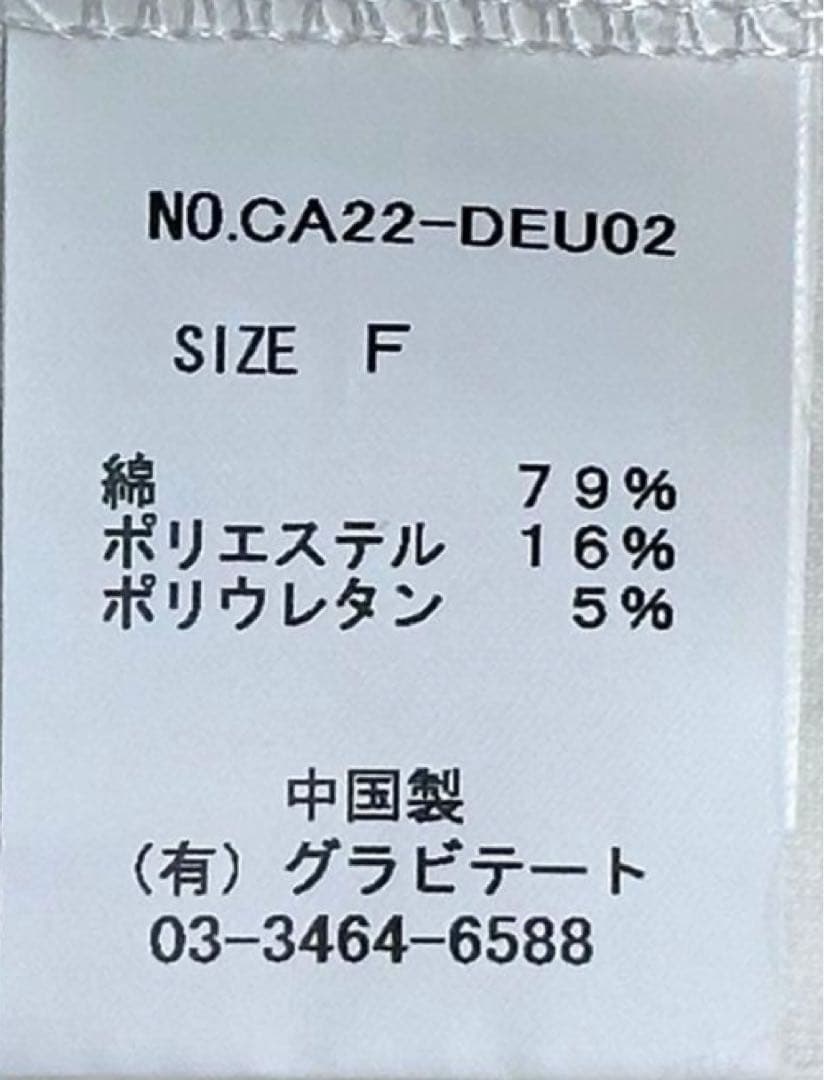 NO.CA22-DEU02
SIZE F
綿 79%
ポリエステル 16%
ポリウレタン 5%
中国製
（有）グラビテート
03-3464-6588